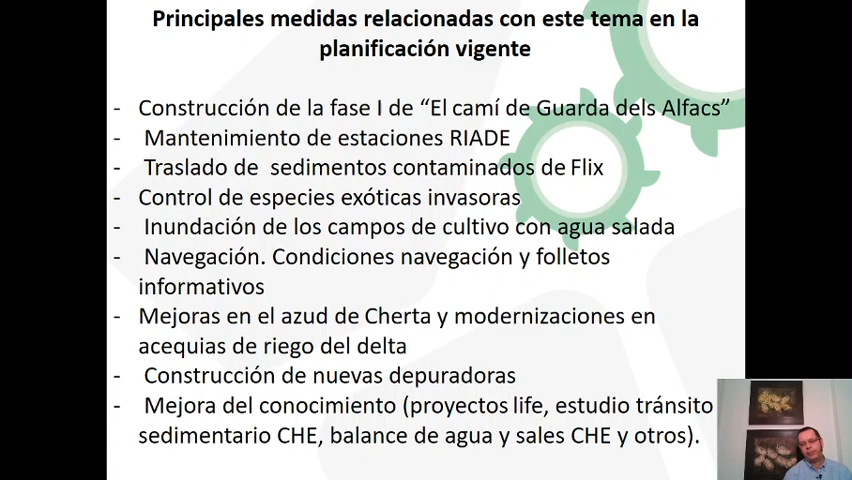 Principales medidas relacionadas con este tema en la
planificación vigente
- Construcción de la fase I de “El camí de Guarda dels Alfacs”
- Mantenimiento de estaciones RIADE
- Traslado de sedimentos contaminados de Flix
- Control de especies exóticas invasoras
- Inundación de los campos de cultivo con agua salada
- Navegación. Condiciones navegación y folletos
informativos
- Mejoras en el azud de Cherta y modernizaciones en
acequias de riego del delta
- Construcción de nuevas depuradoras
- Mejora del conocimiento (proyectos life, estudio tránsito
sedimentario CHE, balance de agua y sales CHE y otros).